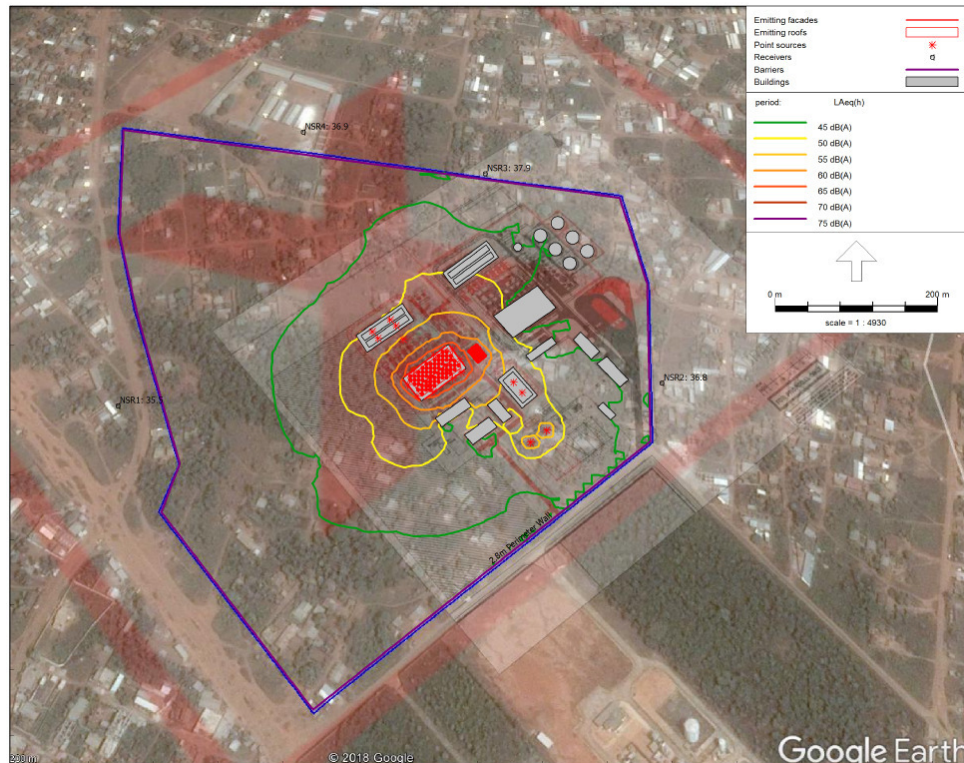 Emitting facades
Emitting roofs
Point sources
Receivers
Barriers
Buildings
period: LAeq(h)
45 dB(A)
50 dB(A)
55 dB(A)
60 dB(A)
65 dB(A)
70 dB(A)
75 dB(A)
0 m 200 m
scale = 1 : 4930
NSR4: 36.9
NSR3: 37.9
NSR2: 36.8
NSR1: 35.5
2.8m Perimeter Wall
© 2018 Google
Google Earth